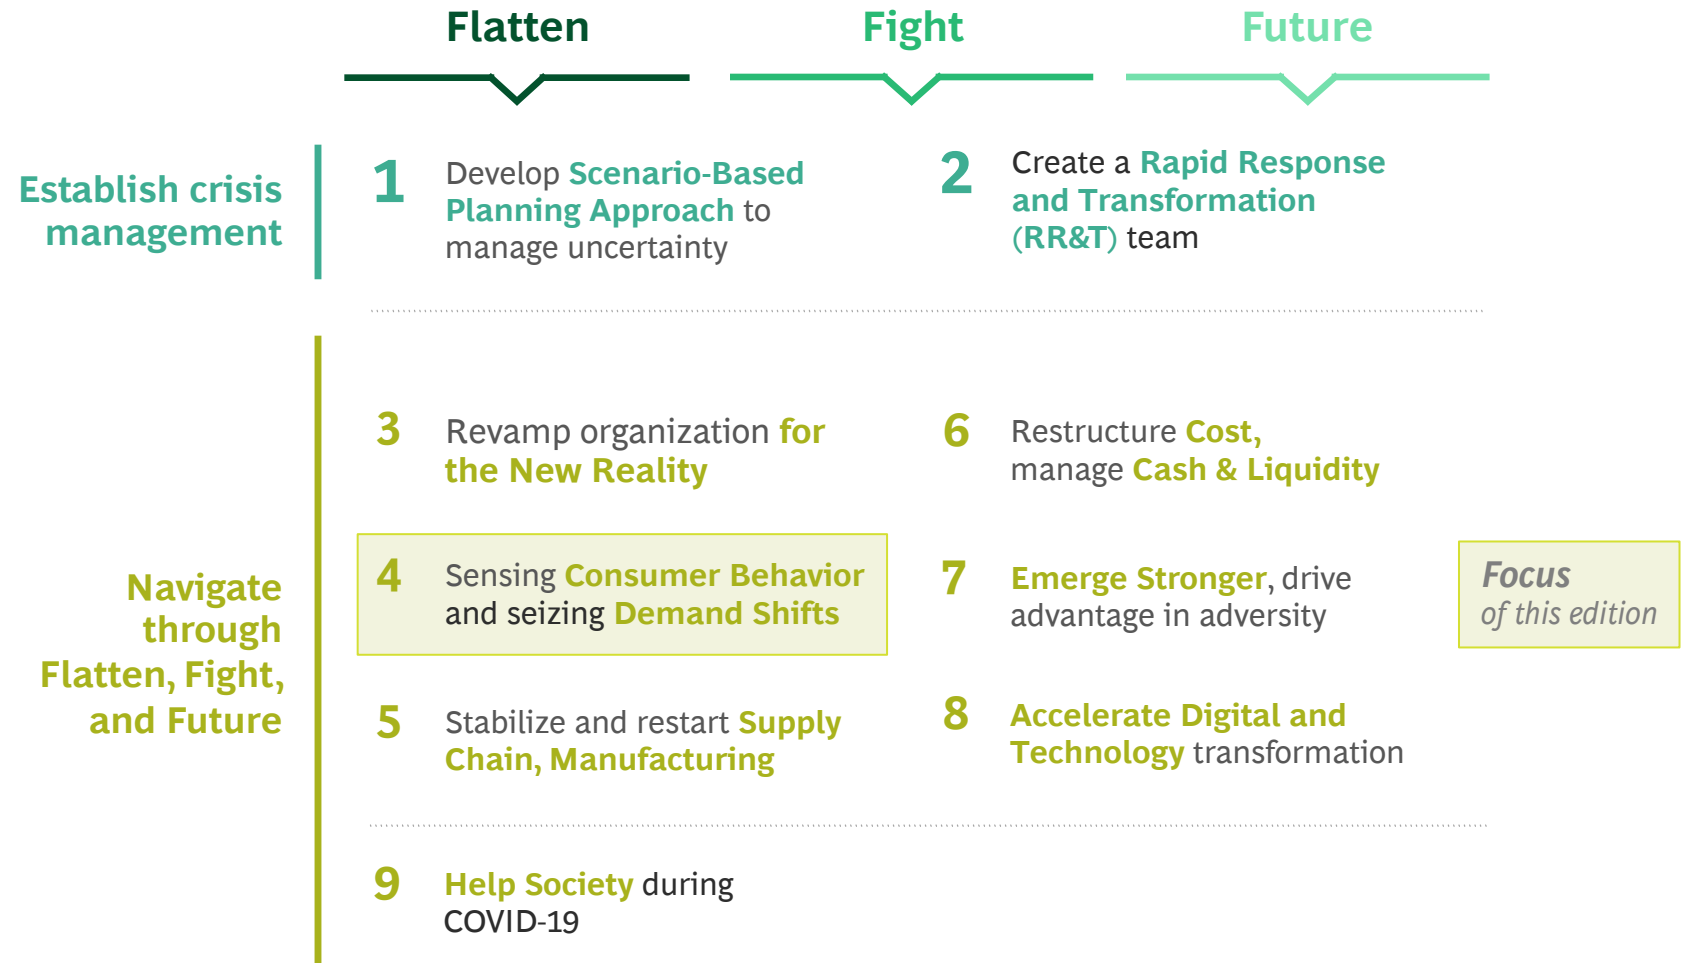 Flatten
Fight
Future
Establish crisis
management
1
Develop Scenario-Based
Planning Approach to
manage uncertainty
2
Create a Rapid Response
and Transformation
(RR&T) team
Navigate
through
Flatten, Fight,
and Future
3
Revamp organization for
the New Reality
4
Sensing Consumer Behavior
and seizing Demand Shifts
5
Stabilize and restart Supply
Chain, Manufacturing
6
Restructure Cost,
manage Cash & Liquidity
7
Emerge Stronger, drive
advantage in adversity
8
Accelerate Digital and
Technology transformation
Focus
of this edition
9
Help Society during
COVID-19